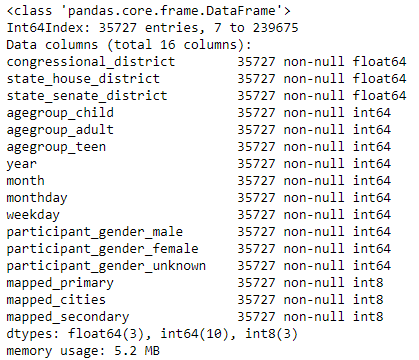 <class 'pandas.core.frame.DataFrame'>
Int64Index: 35727 entries, 7 to 239675
Data columns (total 16 columns):
congressional_district 35727 non-null float64
state_house_district 35727 non-null float64
state_senate_district 35727 non-null float64
agegroup_child 35727 non-null int64
agegroup_adult 35727 non-null int64
agegroup_teen 35727 non-null int64
year 35727 non-null int64
month 35727 non-null int64
monthday 35727 non-null int64
weekday 35727 non-null int64
participant_gender_male 35727 non-null int64
participant_gender_female 35727 non-null int64
participant_gender_unknown 35727 non-null int64
mapped_primary 35727 non-null int8
mapped_cities 35727 non-null int8
mapped_secondary 35727 non-null int8
dtypes: float64(3), int64(10), int8(3)
memory usage: 5.2 MB